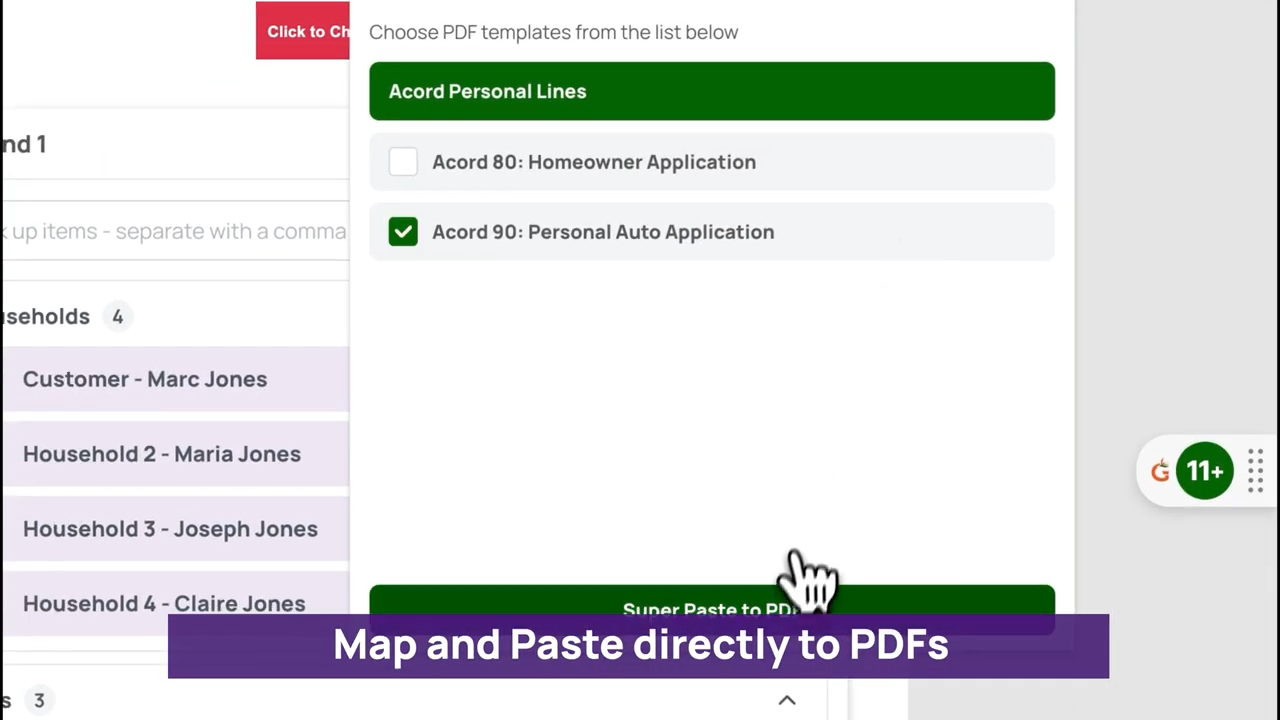 Click to Ch
Choose PDF templates from the list below
Acord Personal Lines
nd 1
Acord 80: Homeowner Application
up items - separate with a comma
Acord 90: Personal Auto Application
seholds 4
Customer - Marc Jones
Household 2 - Maria Jones
G 11+
Household 3 - Joseph Jones
Household 4 - Claire Jones
Super Paste to PD
Map and Paste directly to PDFs
s 3